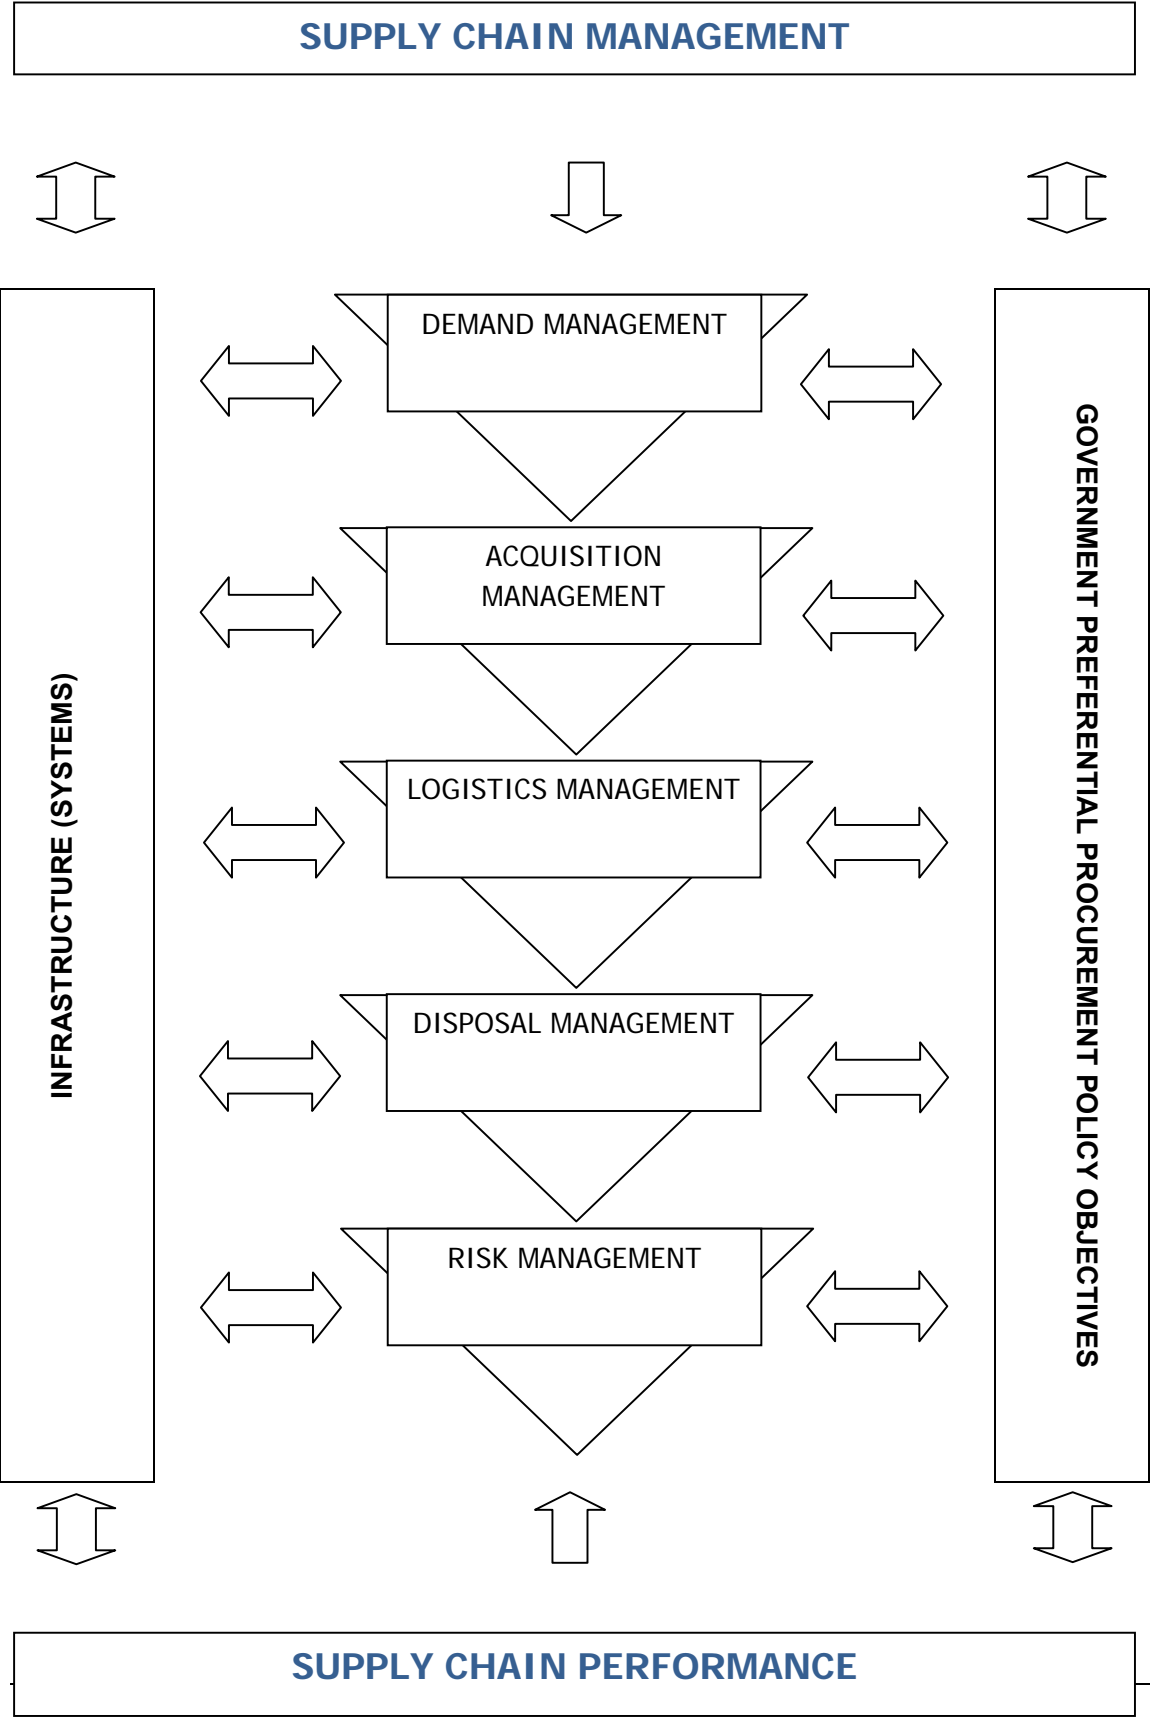 SUPPLY CHAIN MANAGEMENT
INFRASTRUCTURE (SYSTEMS)
DEMAND MANAGEMENT
ACQUISITION
MANAGEMENT
LOGISTICS MANAGEMENT
DISPOSAL MANAGEMENT
RISK MANAGEMENT
GOVERNMENT PREFERENTIAL PROCUREMENT POLICY OBJECTIVES
SUPPLY CHAIN PERFORMANCE